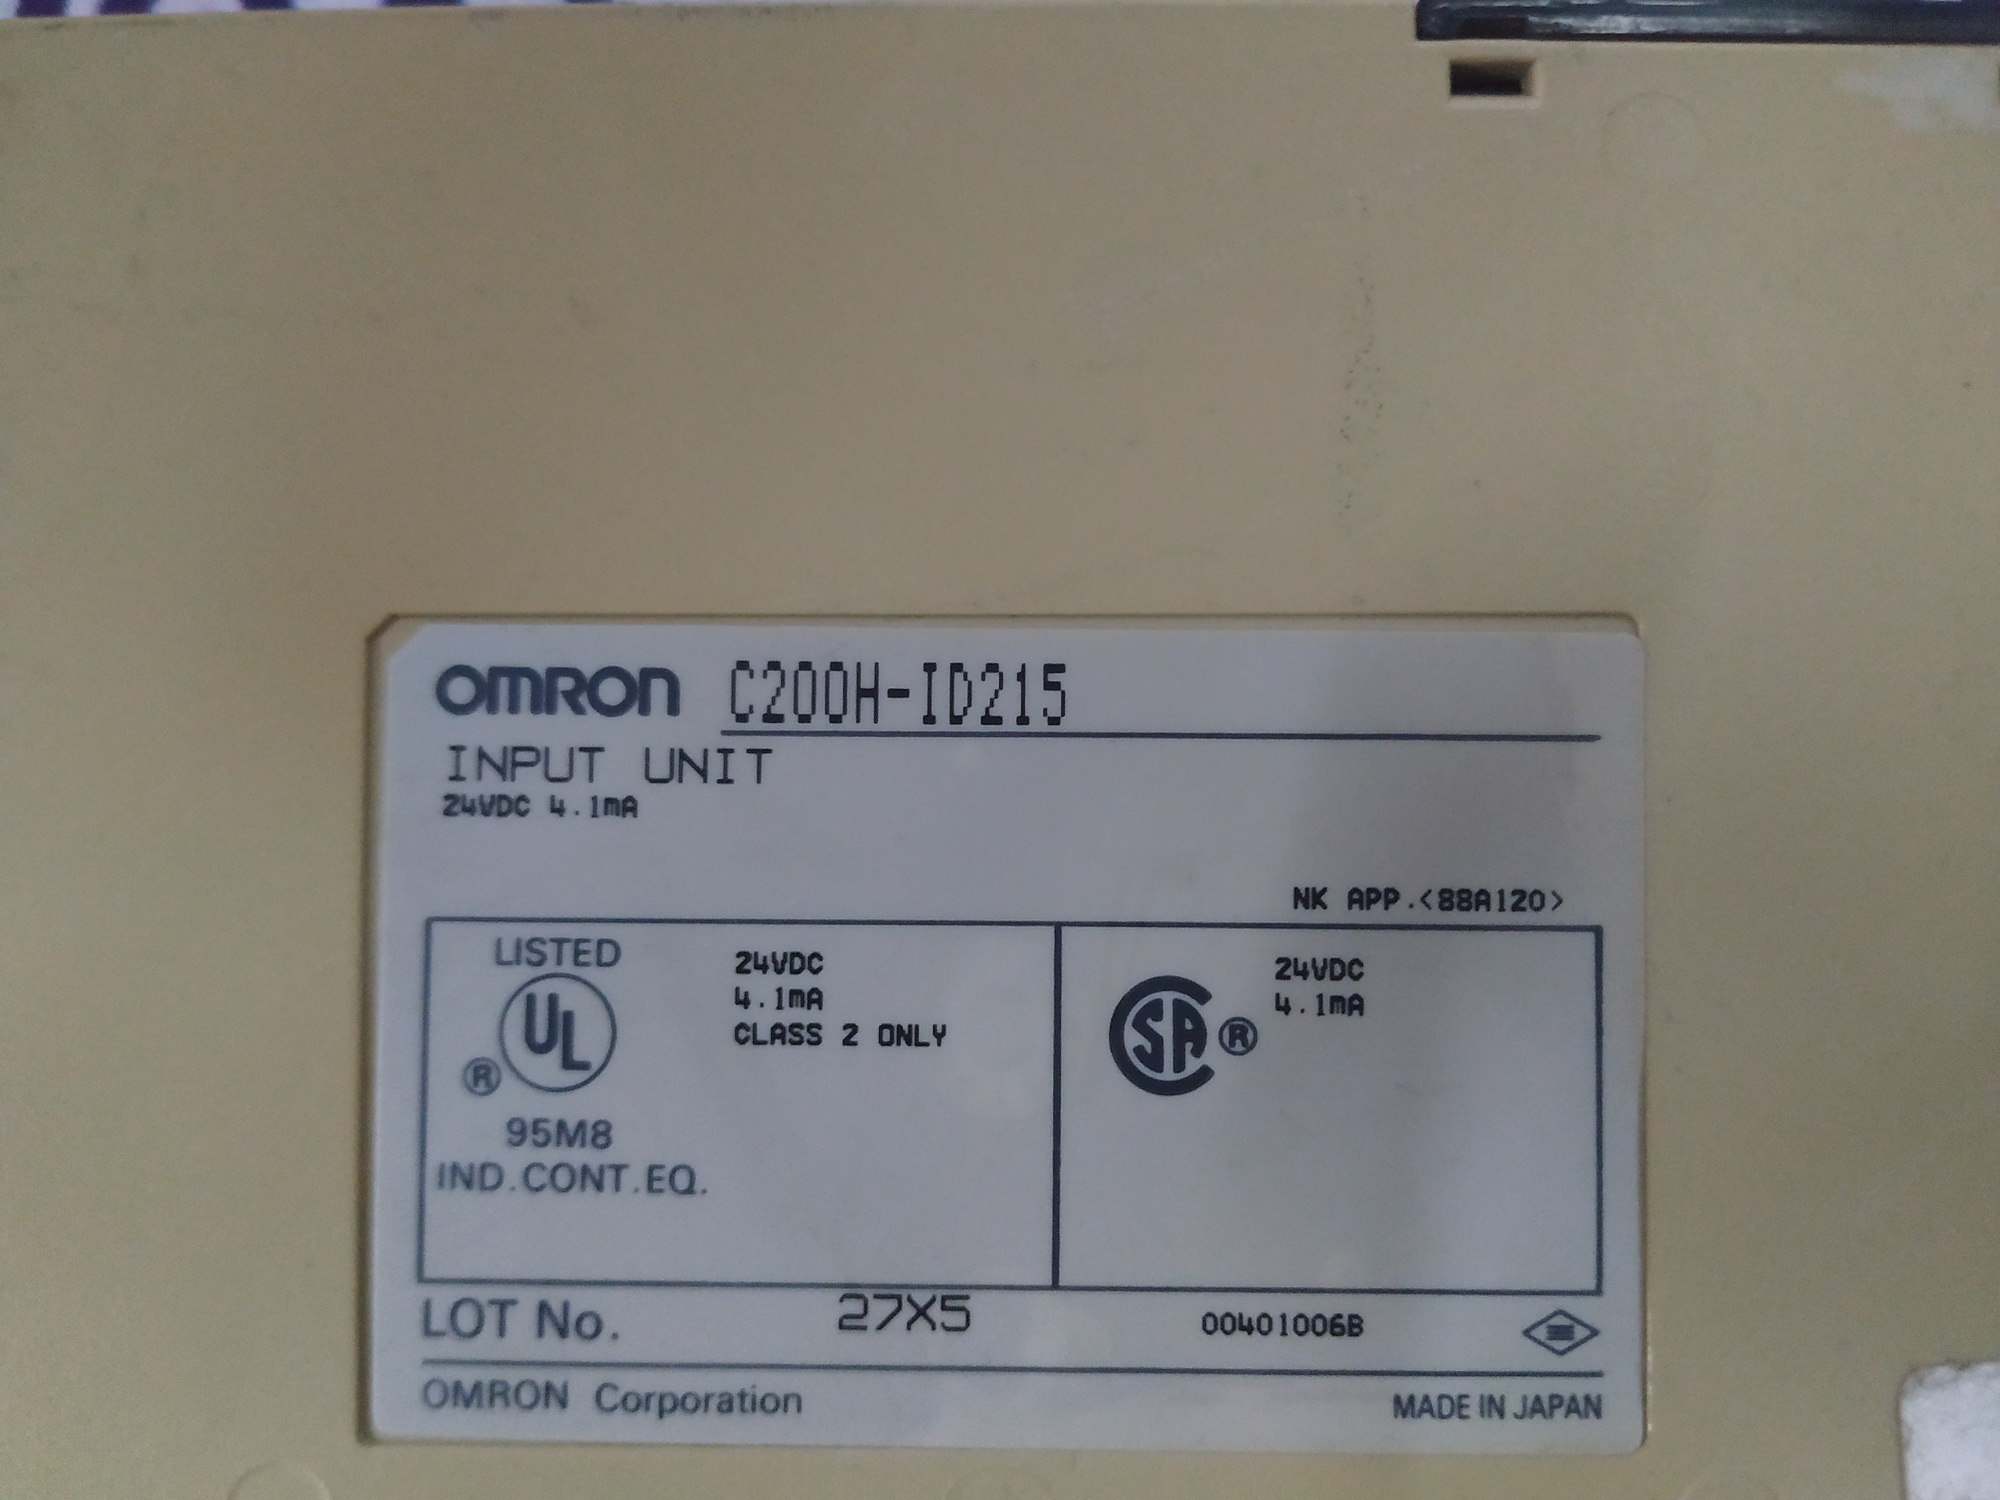 OMRON C200H-ID215
INPUT UNIT
24VDC 4.1mA
NK APP.<88A120>
LISTED
UL
®
95M8
IND.CONT.EQ.
24VDC
4.1mA
CLASS 2 ONLY
CSA ®
24VDC
4.1mA
LOT No. 27X5 00401006B
OMRON Corporation MADE IN JAPAN